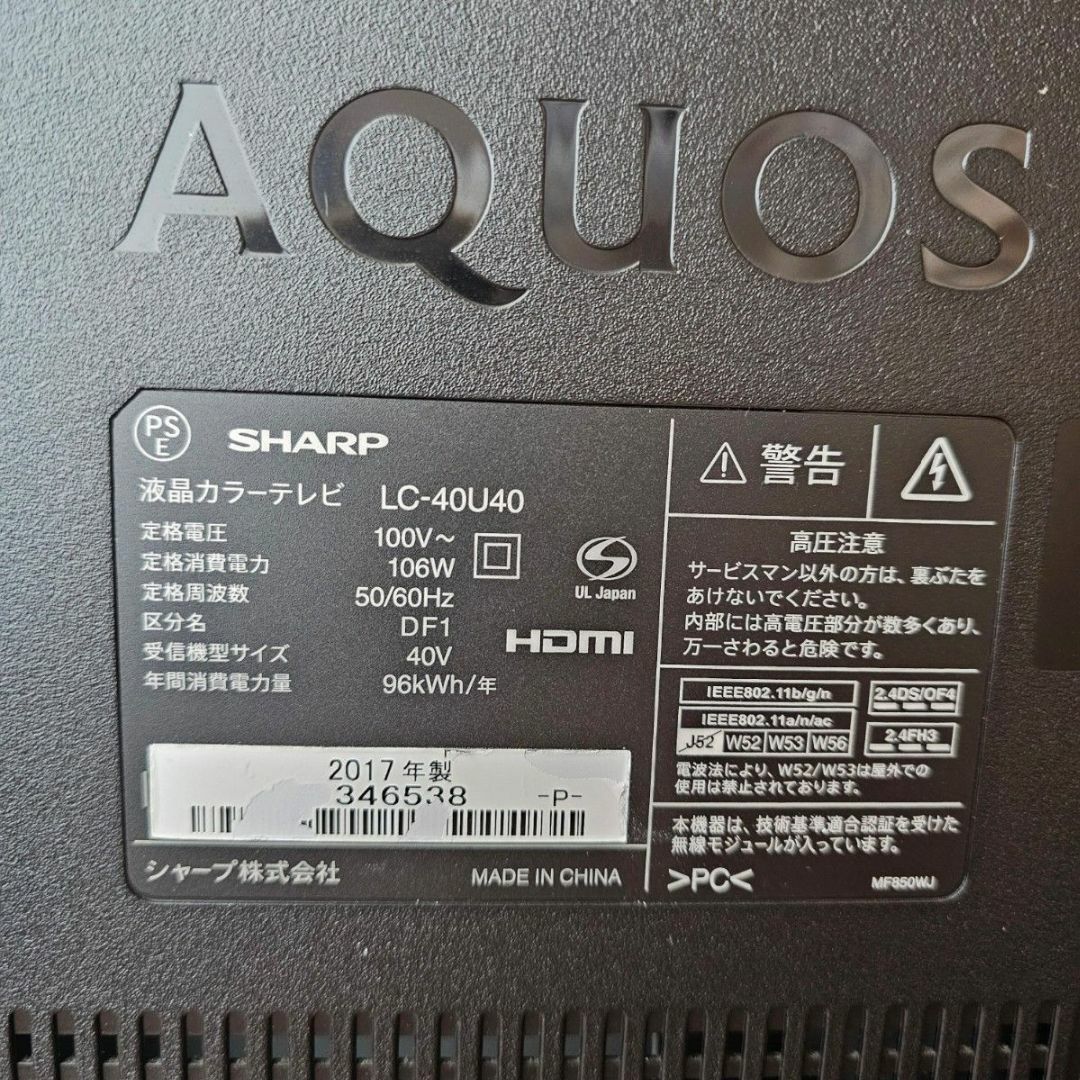 AQUOS
PS
E
SHARP
液晶カラーテレビ LC-40U40
定格電圧 100V～
定格消費電力 106W
定格周波数 50/60Hz
区分名 DF1
受信機型サイズ 40V
年間消費電力量 96kWh/年
UL Japan
HDMI
2017年製
346538 -P-
シャープ株式会社 MADE IN CHINA
警告
高圧注意
サービスマン以外の方は、裏ぶたを
あけないでください。
内部には高電圧部分が数多くあり、
万一さわると危険です。
IEEE802.11b/g/n
IEEE802.11a/n/ac
J52 W52 W53 W56
2.4DS/OF4
2.4FH3
電波法により、W52/W53は屋外での
使用は禁止されております。
本機器は、技術基準適合認証を受けた
無線モジュールが入っています。
>PC< MF850WJ